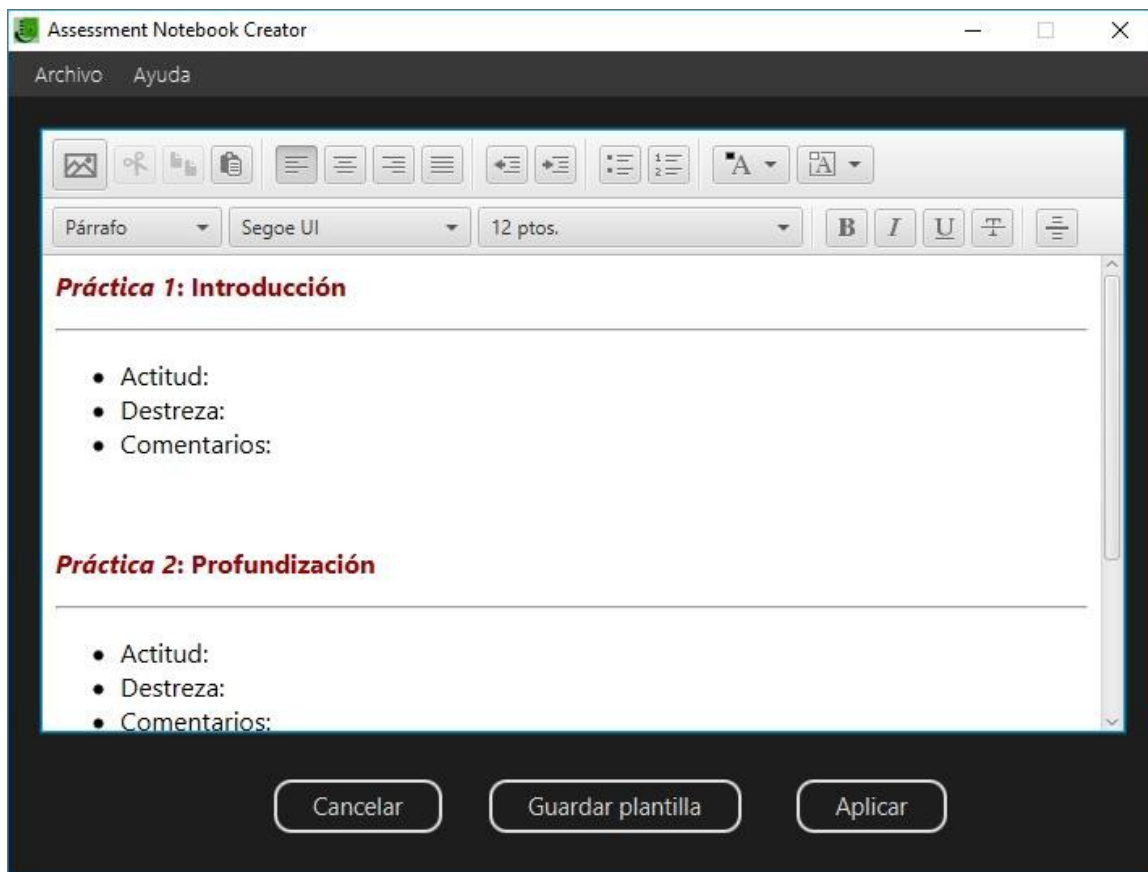 Assessment Notebook Creator
Archivo Ayuda
Párrafo Segoe UI 12 ptos. B I U T
Práctica 1: Introducción
• Actitud:
• Destreza:
• Comentarios:
Práctica 2: Profundización
• Actitud:
• Destreza:
• Comentarios:
Cancelar Guardar plantilla Aplicar